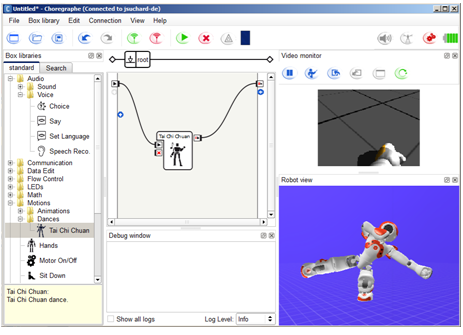 Untitled* - Choregraphe (Connected to jsuchard-de)
File Box library Edit Connection View Help
Box libraries
standard Search
Audio
Sound
Voice
Choice
Say
Set Language
Speech Reco.
Communication
Data Edit
Flow Control
LEDs
Math
Motions
Animations
Dances
Tai Chi Chuan
Hands
Motor On/Off
Sit Down
Tai Chi Chuan:
Tai Chi Chuan dance.
root
Tai Chi Chuan
Debug window
Show all logs Log Level: Info
Video monitor
Robot view